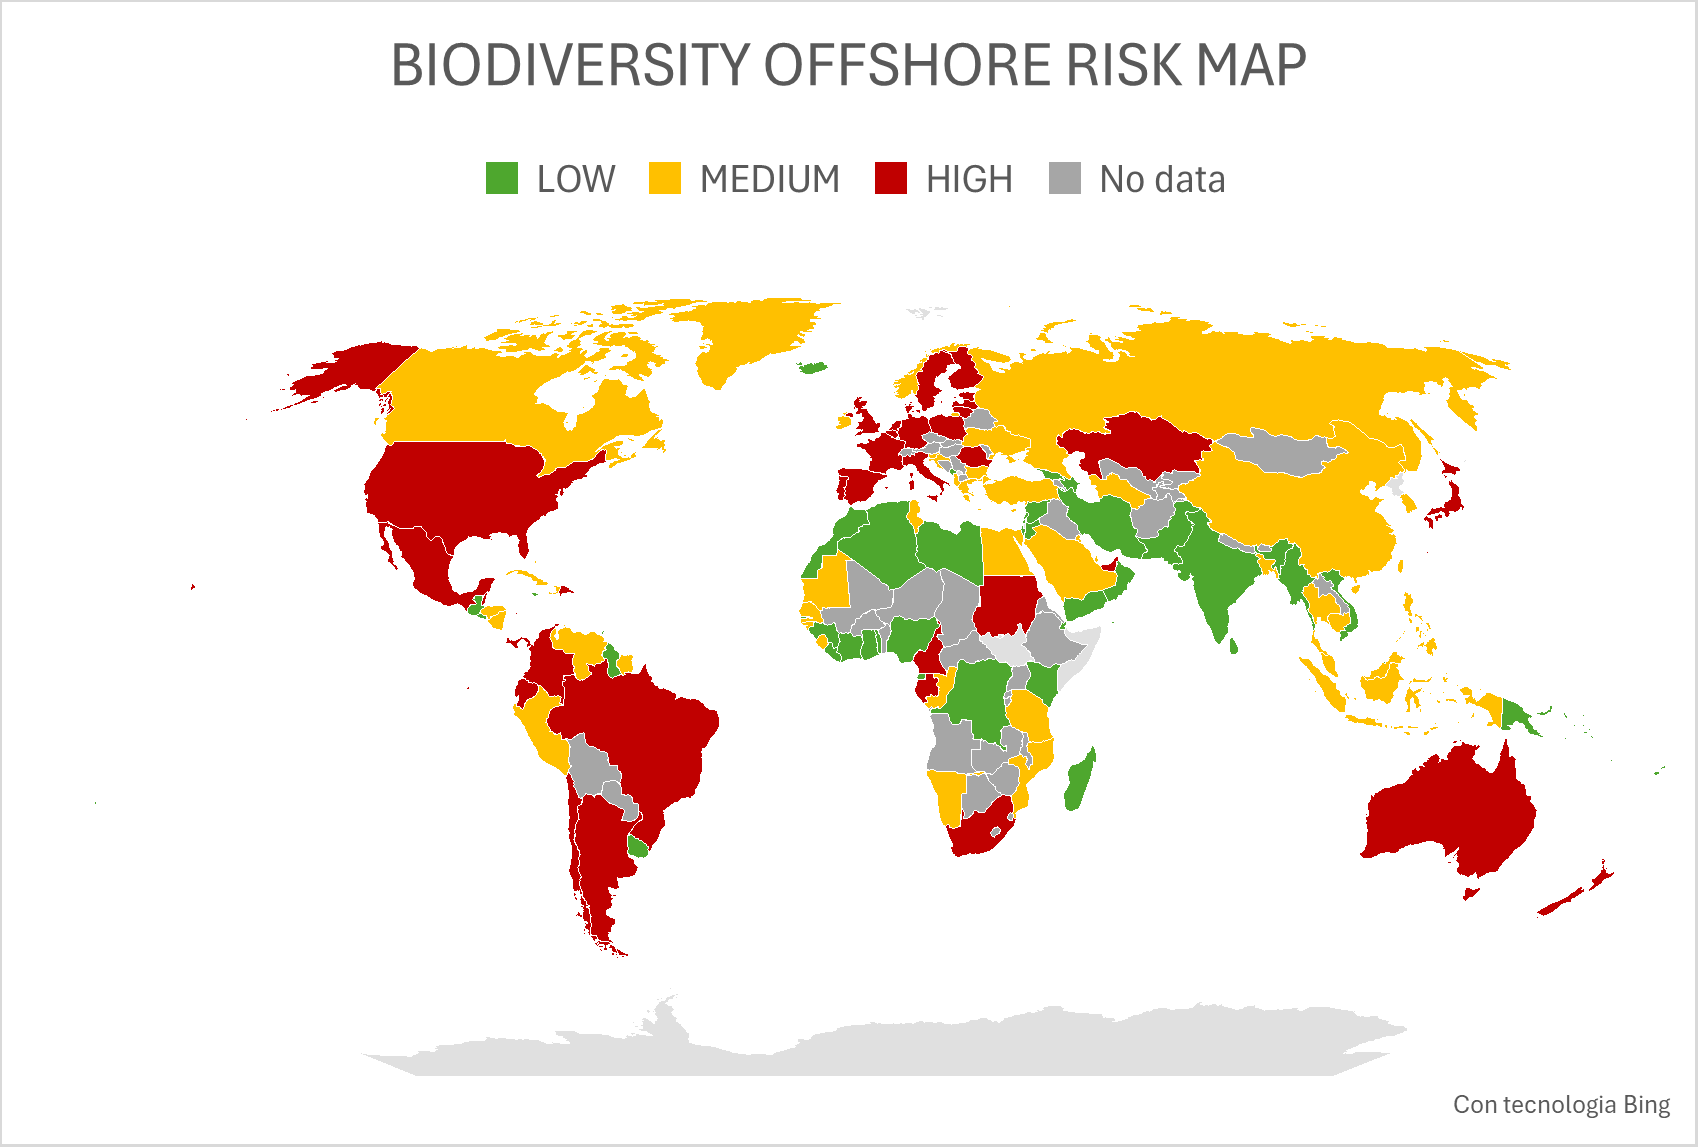 BIODIVERSITY OFFSHORE RISK MAP
LOW MEDIUM HIGH No data
Con tecnologia Bing